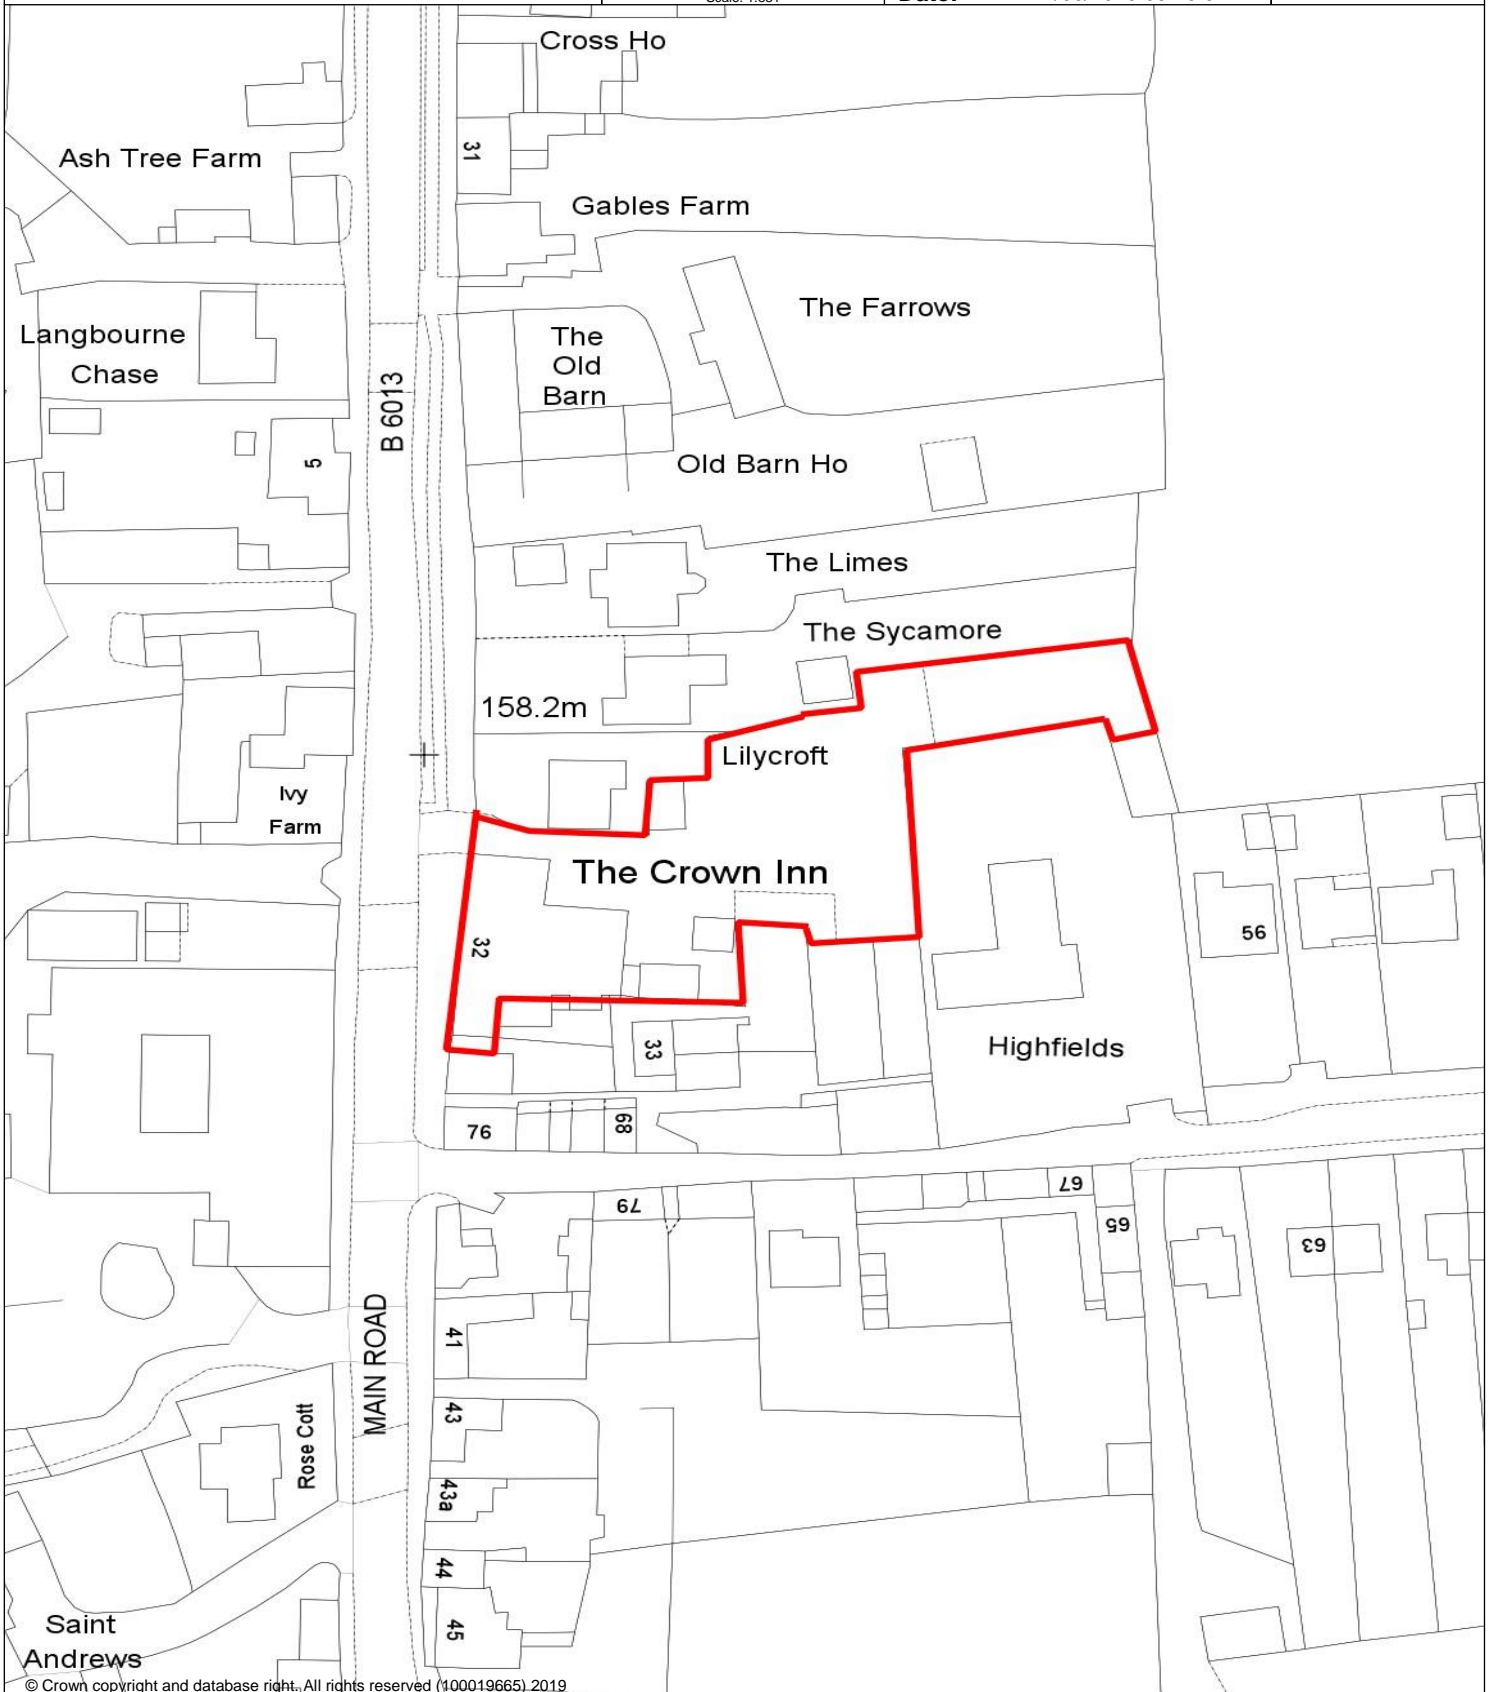 Cross Ho
Ash Tree Farm
31
Gables Farm
The Farrows
Langbourne
Chase
The
Old
Barn
B 6013
5
Old Barn Ho
The Limes
The Sycamore
158.2m
Lilycroft
Ivy
Farm
The Crown Inn
32
56
33
Highfields
76
68
79
67
65
63
MAIN ROAD
41
43
Rose Cott
43a
44
45
Saint
Andrews
© Crown copyright and database right. All rights reserved (100019665) 2019